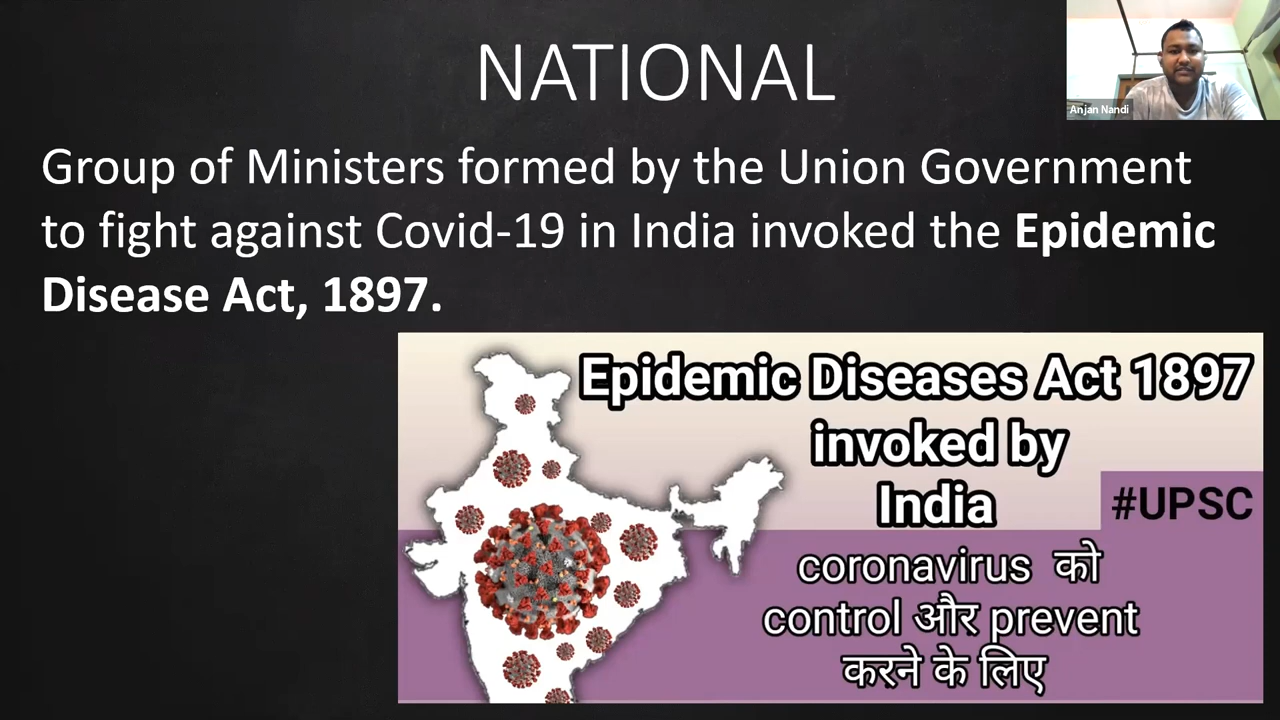 NATIONAL
Anjan Nandi
Group of Ministers formed by the Union Government
to fight against Covid-19 in India invoked the Epidemic
Disease Act, 1897.
Epidemic Diseases Act 1897
invoked by
India
#UPSC
coronavirus को
control और prevent
करने के लिए